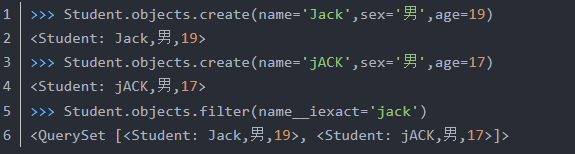 1 >>> Student.objects.create(name='Jack',sex='男',age=19)
2 <Student: Jack,男,19>
3 >>> Student.objects.create(name='jACK',sex='男',age=17)
4 <Student: jACK,男,17>
5 >>> Student.objects.filter(name__iexact='jack')
6 <QuerySet [<Student: Jack,男,19>, <Student: jACK,男,17>]>